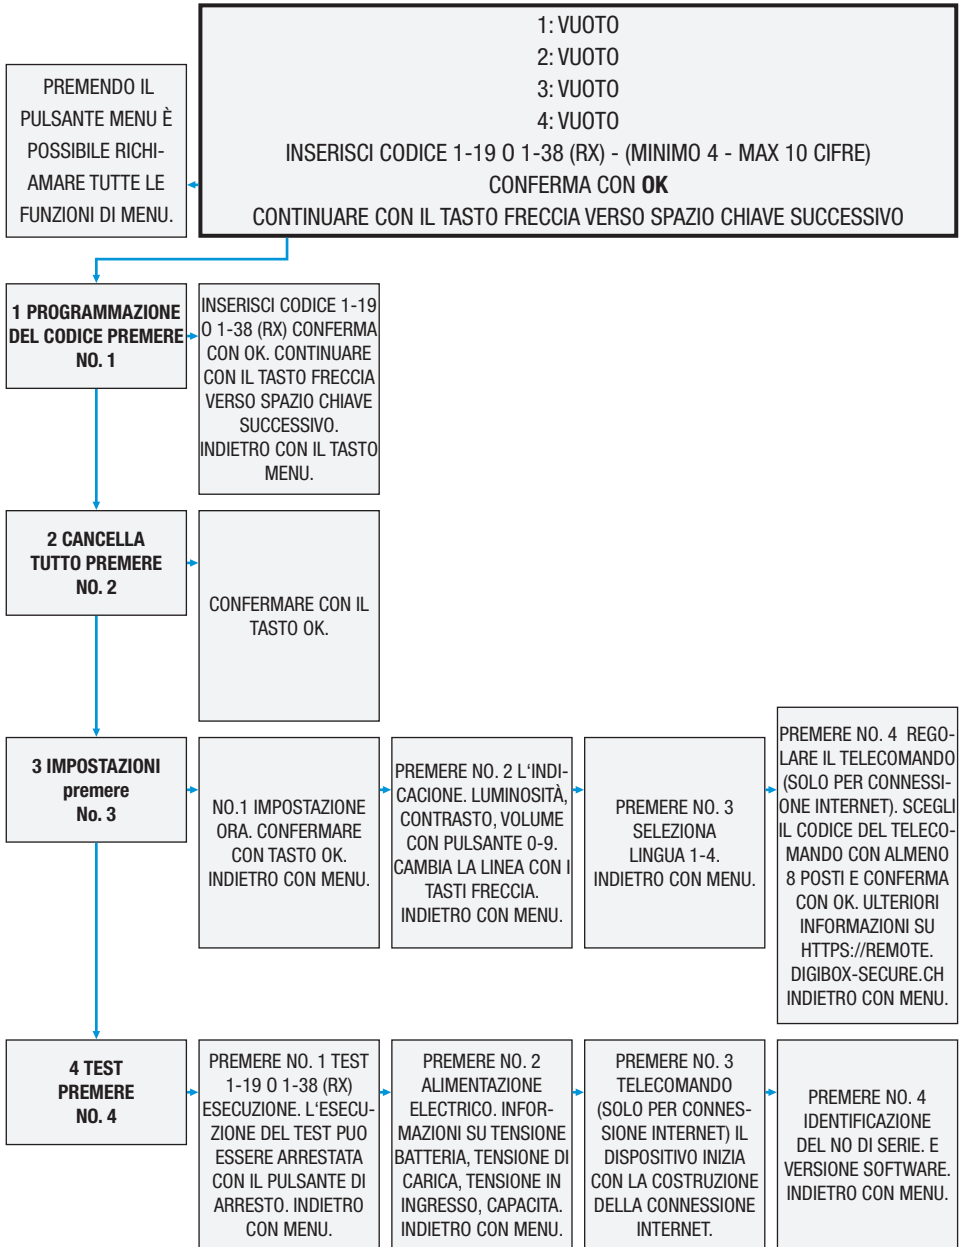 1: VUOTO
2: VUOTO
3: VUOTO
4: VUOTO
INSERISCI CODICE 1-19 O 1-38 (RX) - (MINIMO 4 - MAX 10 CIFRE)
CONFERMA CON OK
CONTINUARE CON IL TASTO FRECCIA VERSO SPAZIO CHIAVE SUCCESSIVO
PREMENDO IL
PULSANTE MENU È
POSSIBILE RICHI-
AMARE TUTTE LE
FUNZIONI DI MENU.
1 PROGRAMMAZIONE
DEL CODICE PREMERE
NO. 1
INSERISCI CODICE 1-19
O 1-38 (RX) CONFERMA
CON OK. CONTINUARE
CON IL TASTO FRECCIA
VERSO SPAZIO CHIAVE
SUCCESSIVO.
INDIETRO CON IL TASTO
MENU.
2 CANCELLA
TUTTO PREMERE
NO. 2
CONFERMARE CON IL
TASTO OK.
3 IMPOSTAZIONI
premere
No. 3
NO.1 IMPOSTAZIONE
ORA. CONFERMARE
CON TASTO OK.
INDIETRO CON MENU.
PREMERE NO. 2 L‘INDI-
CACIONE. LUMINOSITÀ,
CONTRASTO, VOLUME
CON PULSANTE 0-9.
CAMBIA LA LINEA CON I
TASTI FRECCIA.
INDIETRO CON MENU.
PREMERE NO. 3
SELEZIONA
LINGUA 1-4.
INDIETRO CON MENU.
PREMERE NO. 4 REGO-
LARE IL TELECOMANDO
(SOLO PER CONNESSI-
ONE INTERNET). SCEGLI
IL CODICE DEL TELECO-
MANDO CON ALMENO
8 POSTI E CONFERMA
CON OK. ULTERIORI
INFORMAZIONI SU
HTTPS://REMOTE.
DIGIBOX-SECURE.CH
INDIETRO CON MENU.
4 TEST
PREMERE
NO. 4
PREMERE NO. 1 TEST
1-19 O 1-38 (RX)
ESECUZIONE. L‘ESECU-
ZIONE DEL TEST PUO
ESSERE ARRESTATA
CON IL PULSANTE DI
ARRESTO. INDIETRO
CON MENU.
PREMERE NO. 2
ALIMENTAZIONE
ELECTRICO. INFOR-
MAZIONI SU TENSIONE
BATTERIA, TENSIONE DI
CARICA, TENSIONE IN
INGRESSO, CAPACITA.
INDIETRO CON MENU.
PREMERE NO. 3
TELECOMANDO
(SOLO PER CONNES-
SIONE INTERNET) IL
DISPOSITIVO INIZIA
CON LA COSTRUZIONE
DELLA CONNESSIONE
INTERNET.
PREMERE NO. 4
IDENTIFICAZIONE
DEL NO DI SERIE. E
VERSIONE SOFTWARE.
INDIETRO CON MENU.